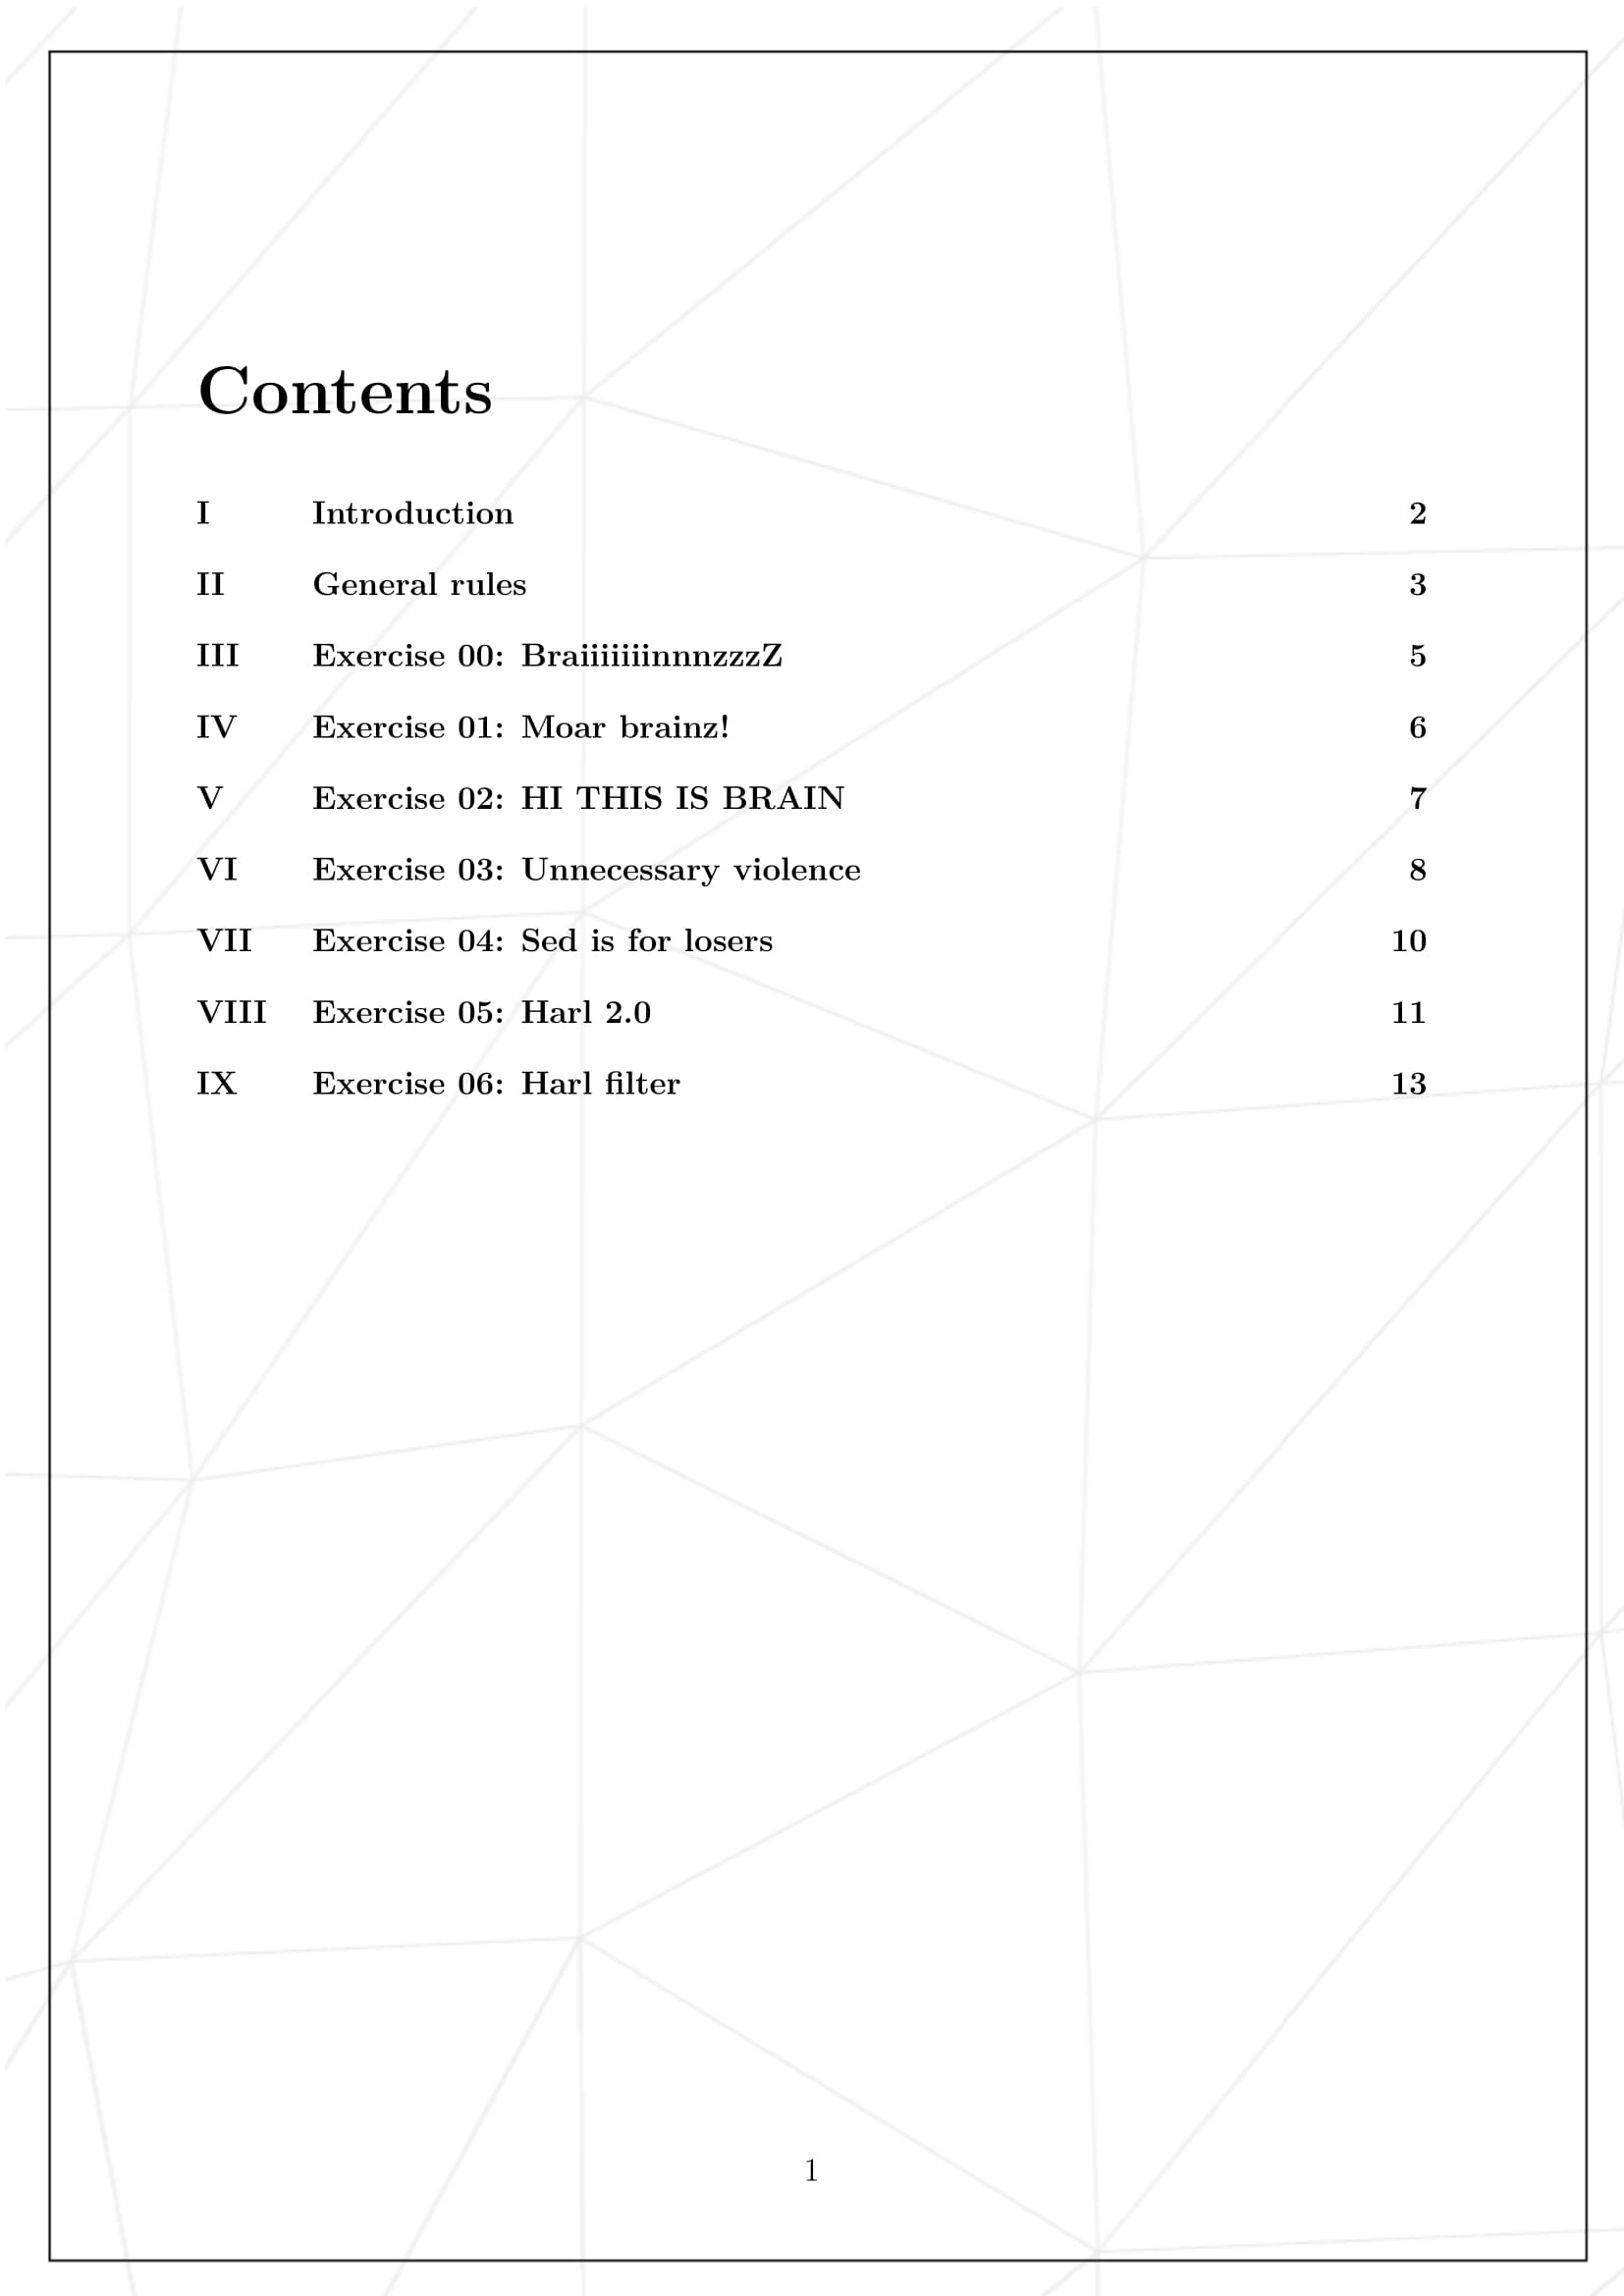 Contents
I Introduction 2
II General rules 3
III Exercise 00: BraiiiiiiinnnzzzZ 5
IV Exercise 01: Moar brainz! 6
V Exercise 02: HI THIS IS BRAIN 7
VI Exercise 03: Unnecessary violence 8
VII Exercise 04: Sed is for losers 10
VIII Exercise 05: Harl 2.0 11
IX Exercise 06: Harl filter 13
1